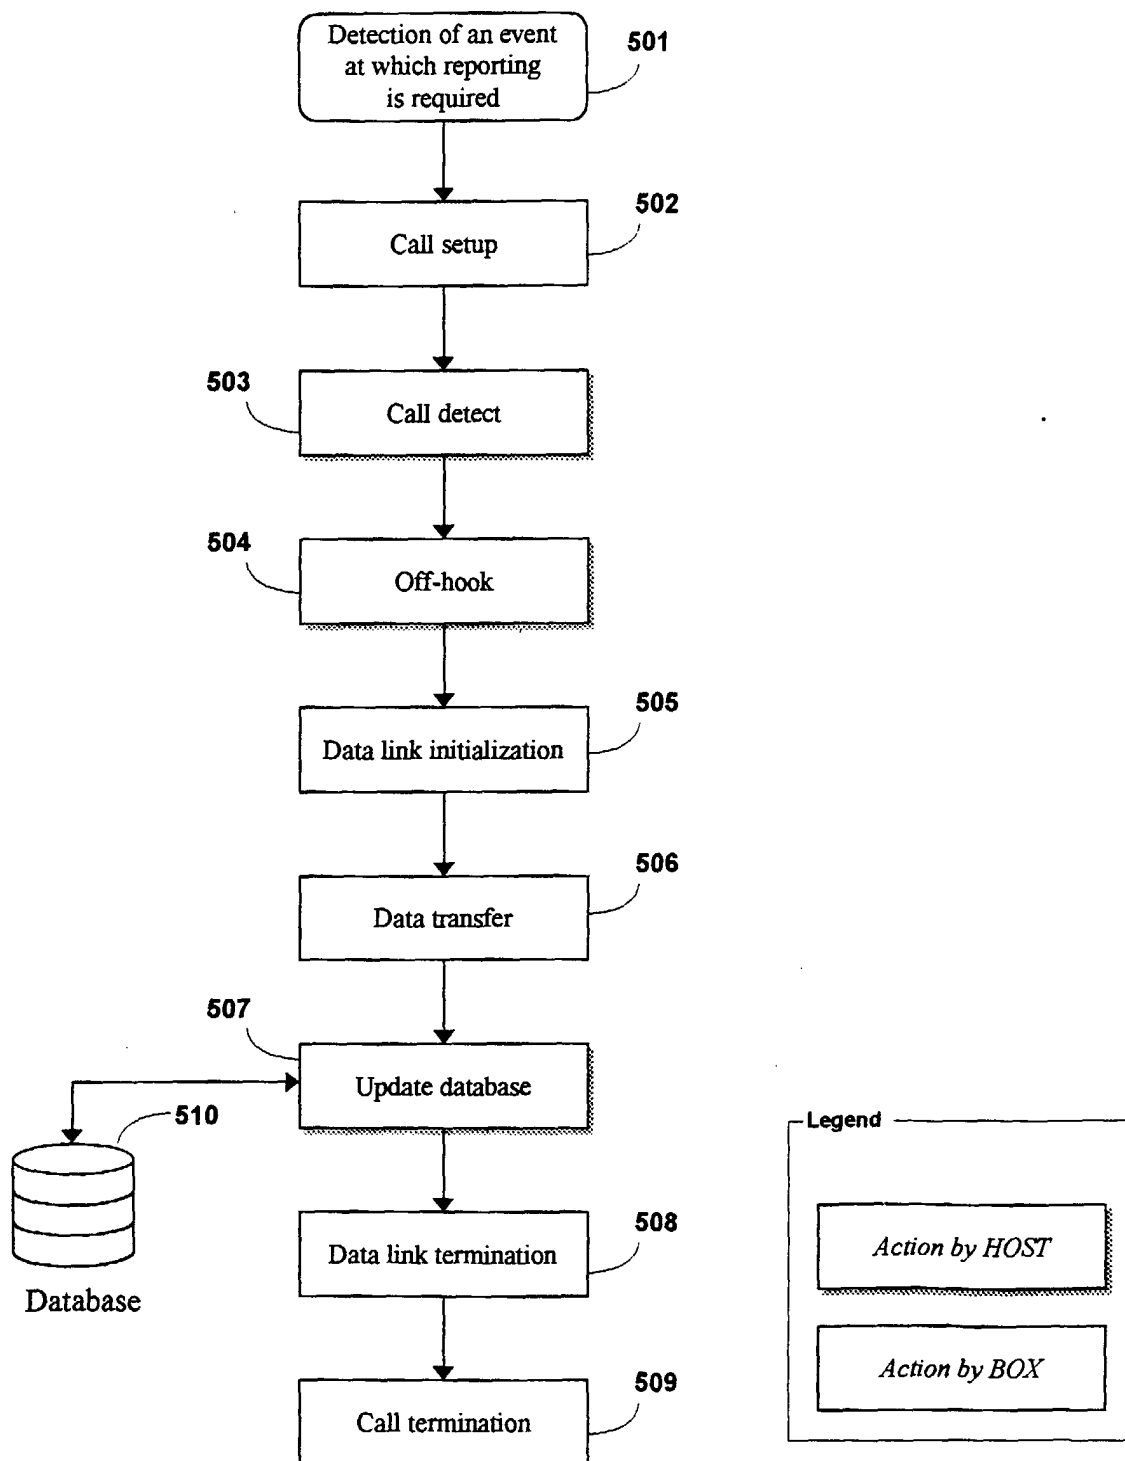 Detection of an event
at which reporting
is required
501
Call setup
502
503
Call detect
504
Off-hook
505
Data link initialization
506
Data transfer
507
Update database
510
Database
508
Data link termination
509
Call termination
Legend
Action by HOST
Action by BOX